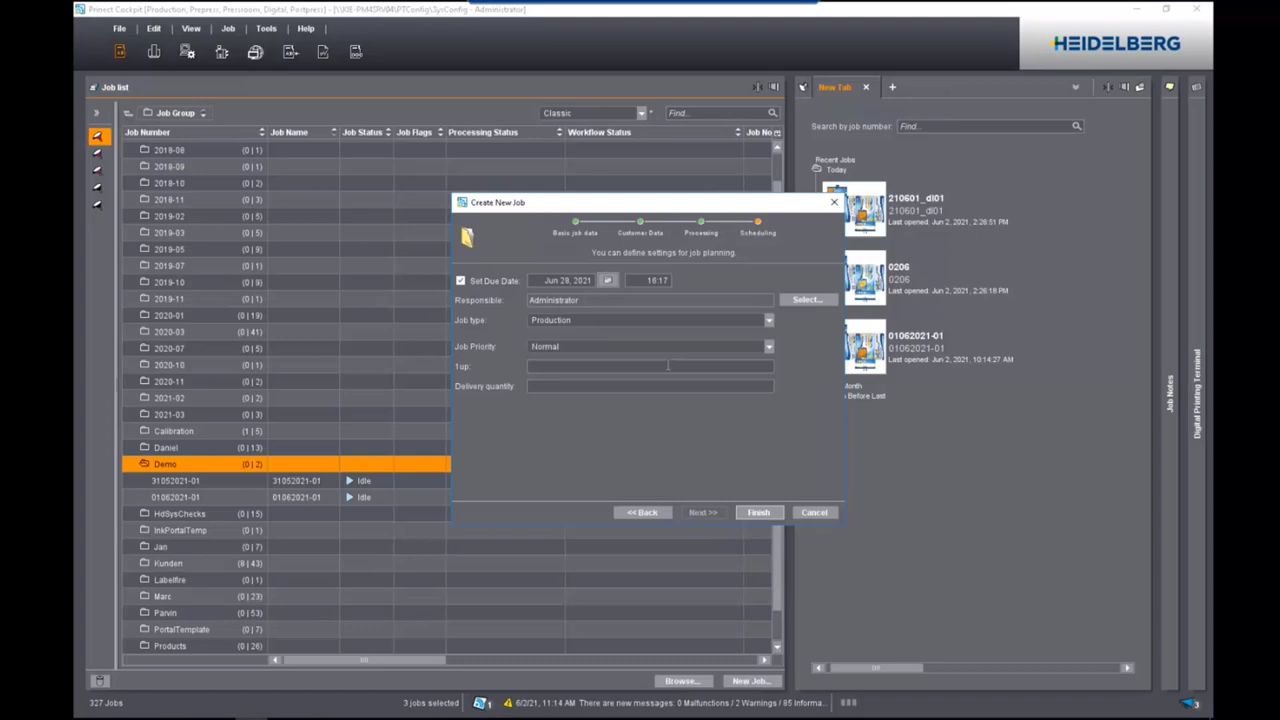 Prinect Cockpit [Production, Prepress, Pressroom, Digital, Postpress] - [\\KIE-PM4SRV04\PTConfig\SysConfig - Administrator]
File Edit View Job Tools Help
HEIDELBERG
Job list
New Tab
Job Group
Classic
Find...
Search by job number: Find...
Job Number Job Name Job Status Job Flags Processing Status Workflow Status Job No
2018-08 (0 | 1)
2018-09 (0 | 1)
2018-10 (0 | 2)
2018-11 (0 | 3)
2019-02 (0 | 5)
2019-03 (0 | 5)
2019-05 (0 | 9)
2019-07 (0 | 1)
2019-10 (0 | 9)
2019-11 (0 | 2)
2020-01 (0 | 19)
2020-03 (0 | 41)
2020-07 (0 | 5)
2020-10 (0 | 1)
2020-11 (0 | 2)
2021-02 (0 | 6)
2021-03 (0 | 3)
Calibration (1 | 5)
Daniel (0 | 13)
Demo (0 | 2)
31052021-01 31052021-01 Idle
01062021-01 01062021-01 Idle
HdSysChecks (0 | 15)
InkPortalTemp (0 | 1)
Jan (0 | 7)
Kunden (8 | 43)
Labelfire (0 | 1)
Marc (0 | 23)
Parvin (0 | 53)
PortalTemplate (0 | 7)
Products (0 | 26)
Create New Job
Basic job data Customer Data Processing Scheduling
You can define settings for job planning.
Set Due Date: Jun 28, 2021 16:17
Responsible: Administrator Select...
Job type: Production
Job Priority: Normal
1up:
Delivery quantity:
<< Back Next >> Finish Cancel
Recent Jobs
Today
210601_dl01
210601_dl01
Last opened: Jun 2, 2021, 2:26:51 PM
0206
0206
Last opened: Jun 2, 2021, 2:26:18 PM
01062021-01
01062021-01
Last opened: Jun 2, 2021, 10:14:27 AM
Month
Before Last
Job Notes
Digital Printing Terminal
Browse... New Job...
327 Jobs 3 jobs selected 1 6/2/21, 11:14 AM There are new messages: 0 Malfunctions / 2 Warnings / 85 Informa... 3